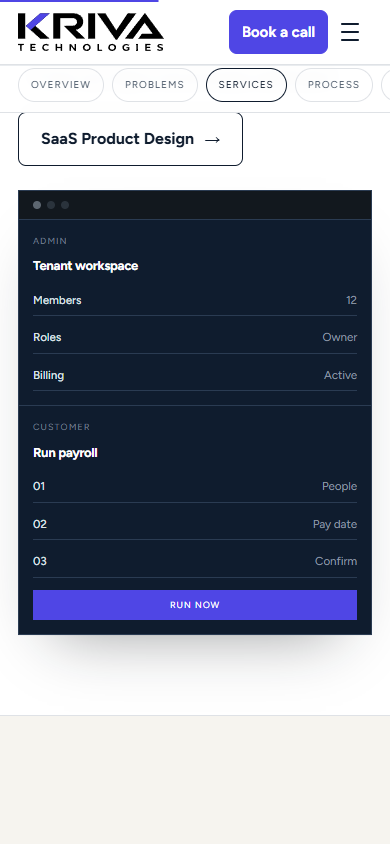 KRIVA
TECHNOLOGIES
Book a call
OVERVIEW PROBLEMS SERVICES PROCESS
SaaS Product Design →
ADMIN
Tenant workspace
Members 12
Roles Owner
Billing Active
CUSTOMER
Run payroll
01 People
02 Pay date
03 Confirm
RUN NOW